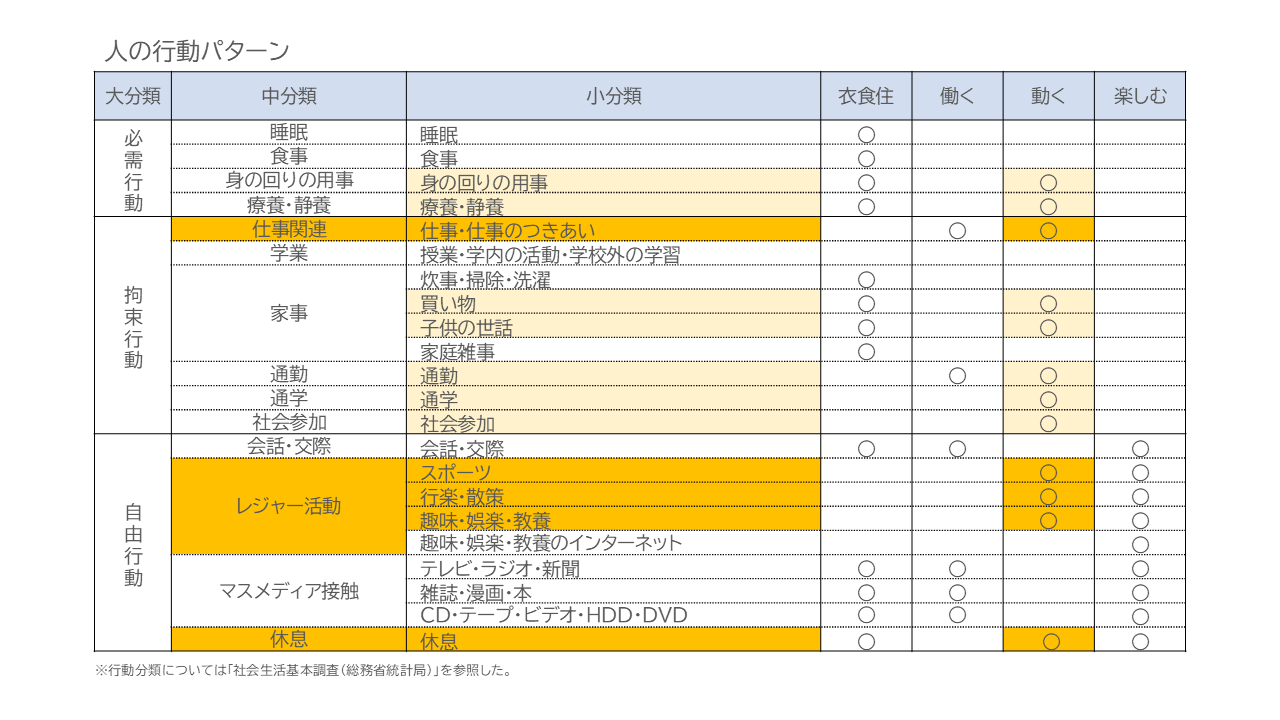 人の行動パターン
大分類 中分類 小分類 衣食住 働く 動く 楽しむ
必需行動
睡眠 睡眠 ○
食事 食事 ○
身の回りの用事 身の回りの用事 ○ ○
療養・静養 療養・静養 ○ ○
拘束行動
仕事関連 仕事・仕事のつきあい ○ ○
学業 授業・学内の活動・学校外の学習
家事
炊事・掃除・洗濯 ○
買い物 ○ ○
子供の世話 ○ ○
家庭雑事 ○
通勤 通勤 ○ ○
通学 通学 ○
社会参加 社会参加 ○
自由行動
会話・交際 会話・交際 ○ ○ ○
レジャー活動
スポーツ ○ ○
行楽・散策 ○ ○
趣味・娯楽・教養 ○ ○
趣味・娯楽・教養のインターネット ○
マスメディア接触
テレビ・ラジオ・新聞 ○ ○ ○
雑誌・漫画・本 ○ ○ ○
CD・テープ・ビデオ・HDD・DVD ○ ○ ○
休息 休息 ○ ○ ○
※行動分類については「社会生活基本調査（総務省統計局）」を参照した。